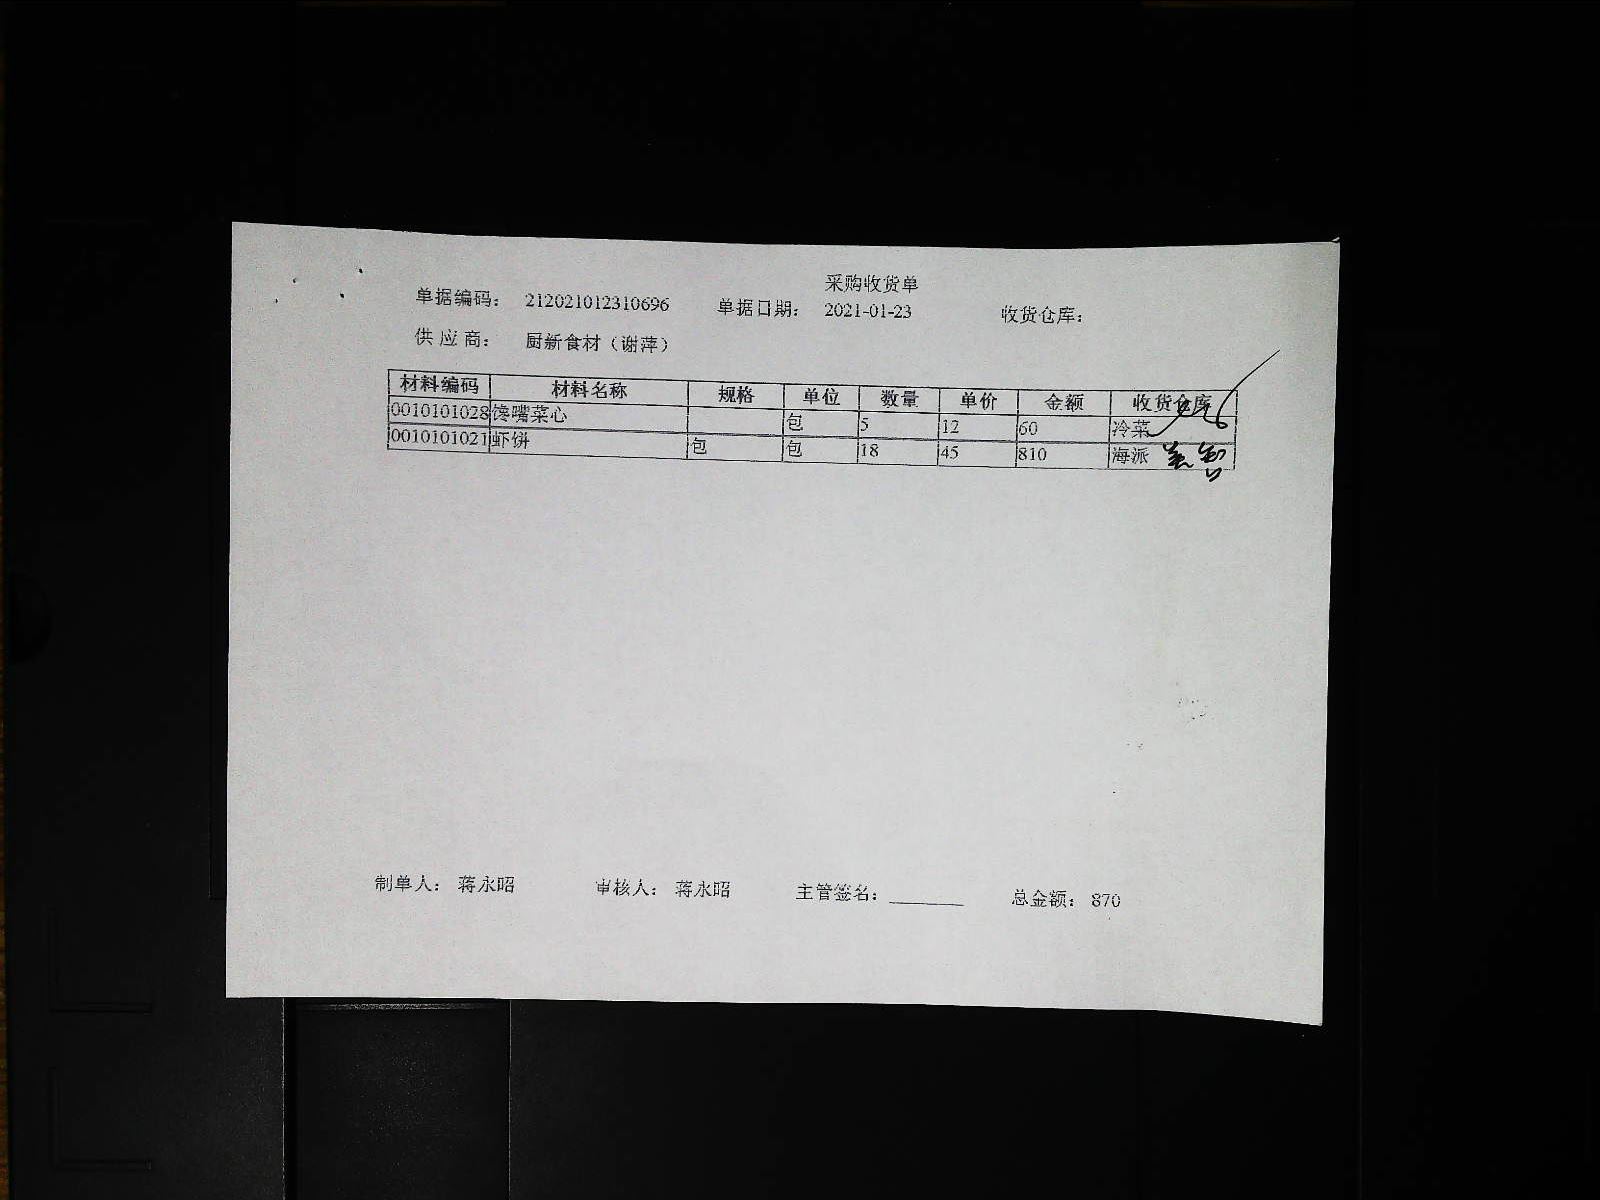 采购收货单
单据编码： 212021012310696 单据日期： 2021-01-23 收货仓库：
供 应 商： 厨新食材（谢萍）
材料编码 材料名称 规格 单位 数量 单价 金额 收货仓库
0010101028 馋嘴菜心 包 5 12 60 冷菜
0010101021 虾饼 包 包 18 45 810 海派
制单人： 蒋永昭 审核人： 蒋永昭 主管签名： 总金额： 870